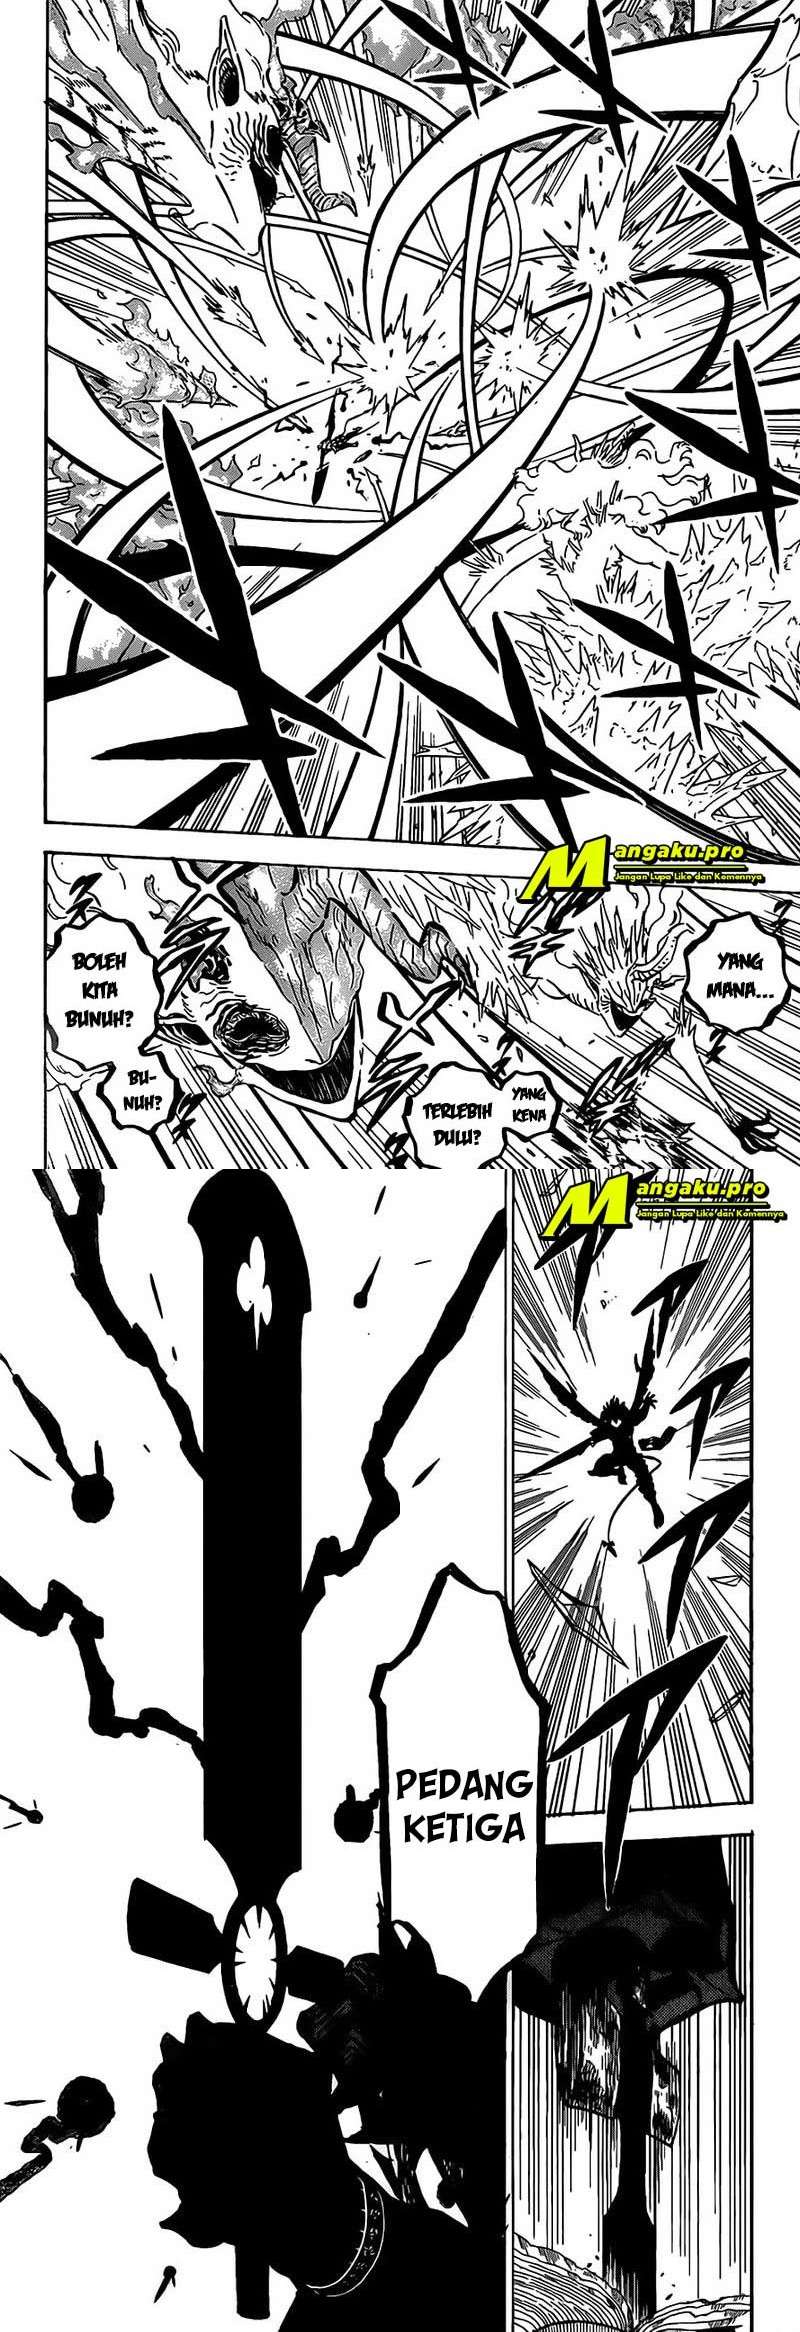 Mangaku.pro
Jangan Lupa Like dan Komennya
YANG
MANA...
YANG
KENA
TERLEBIH
DULU?
BOLEH
KITA
BUNUH?
BU-
NUH?
Mangaku.pro
Jangan Lupa Like dan Komennya
PEDANG
KETIGA